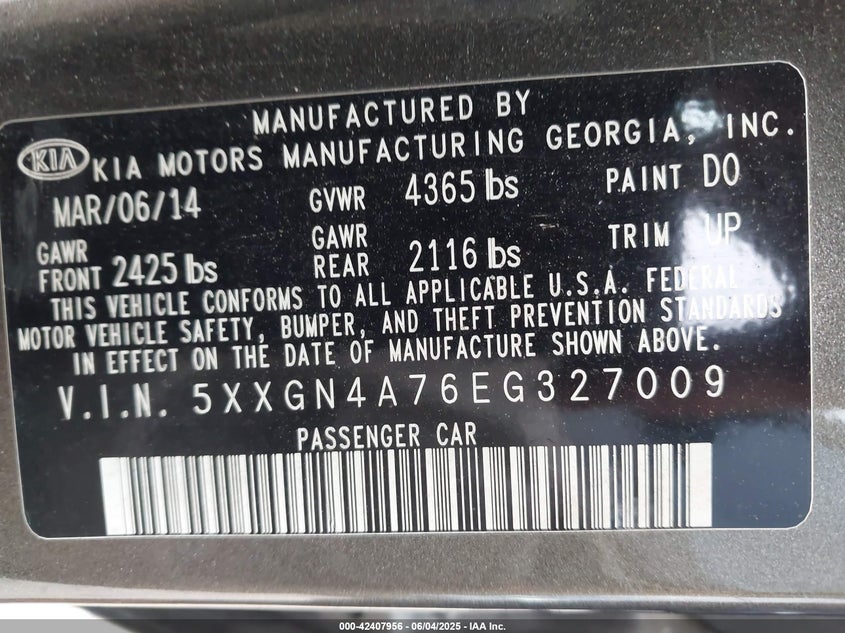 MANUFACTURED BY
KIA KIA MOTORS MANUFACTURING GEORGIA, INC.
MAR/06/14 GVWR 4365 lbs PAINT D0
GAWR FRONT 2425 lbs GAWR REAR 2116 lbs TRIM UP
THIS VEHICLE CONFORMS TO ALL APPLICABLE U.S.A. FEDERAL
MOTOR VEHICLE SAFETY, BUMPER, AND THEFT PREVENTION STANDARDS
IN EFFECT ON THE DATE OF MANUFACTURE SHOWN ABOVE.
V.I.N. 5XXGN4A76EG327009
PASSENGER CAR
000-42407956 - 06/04/2025 - IAA Inc.